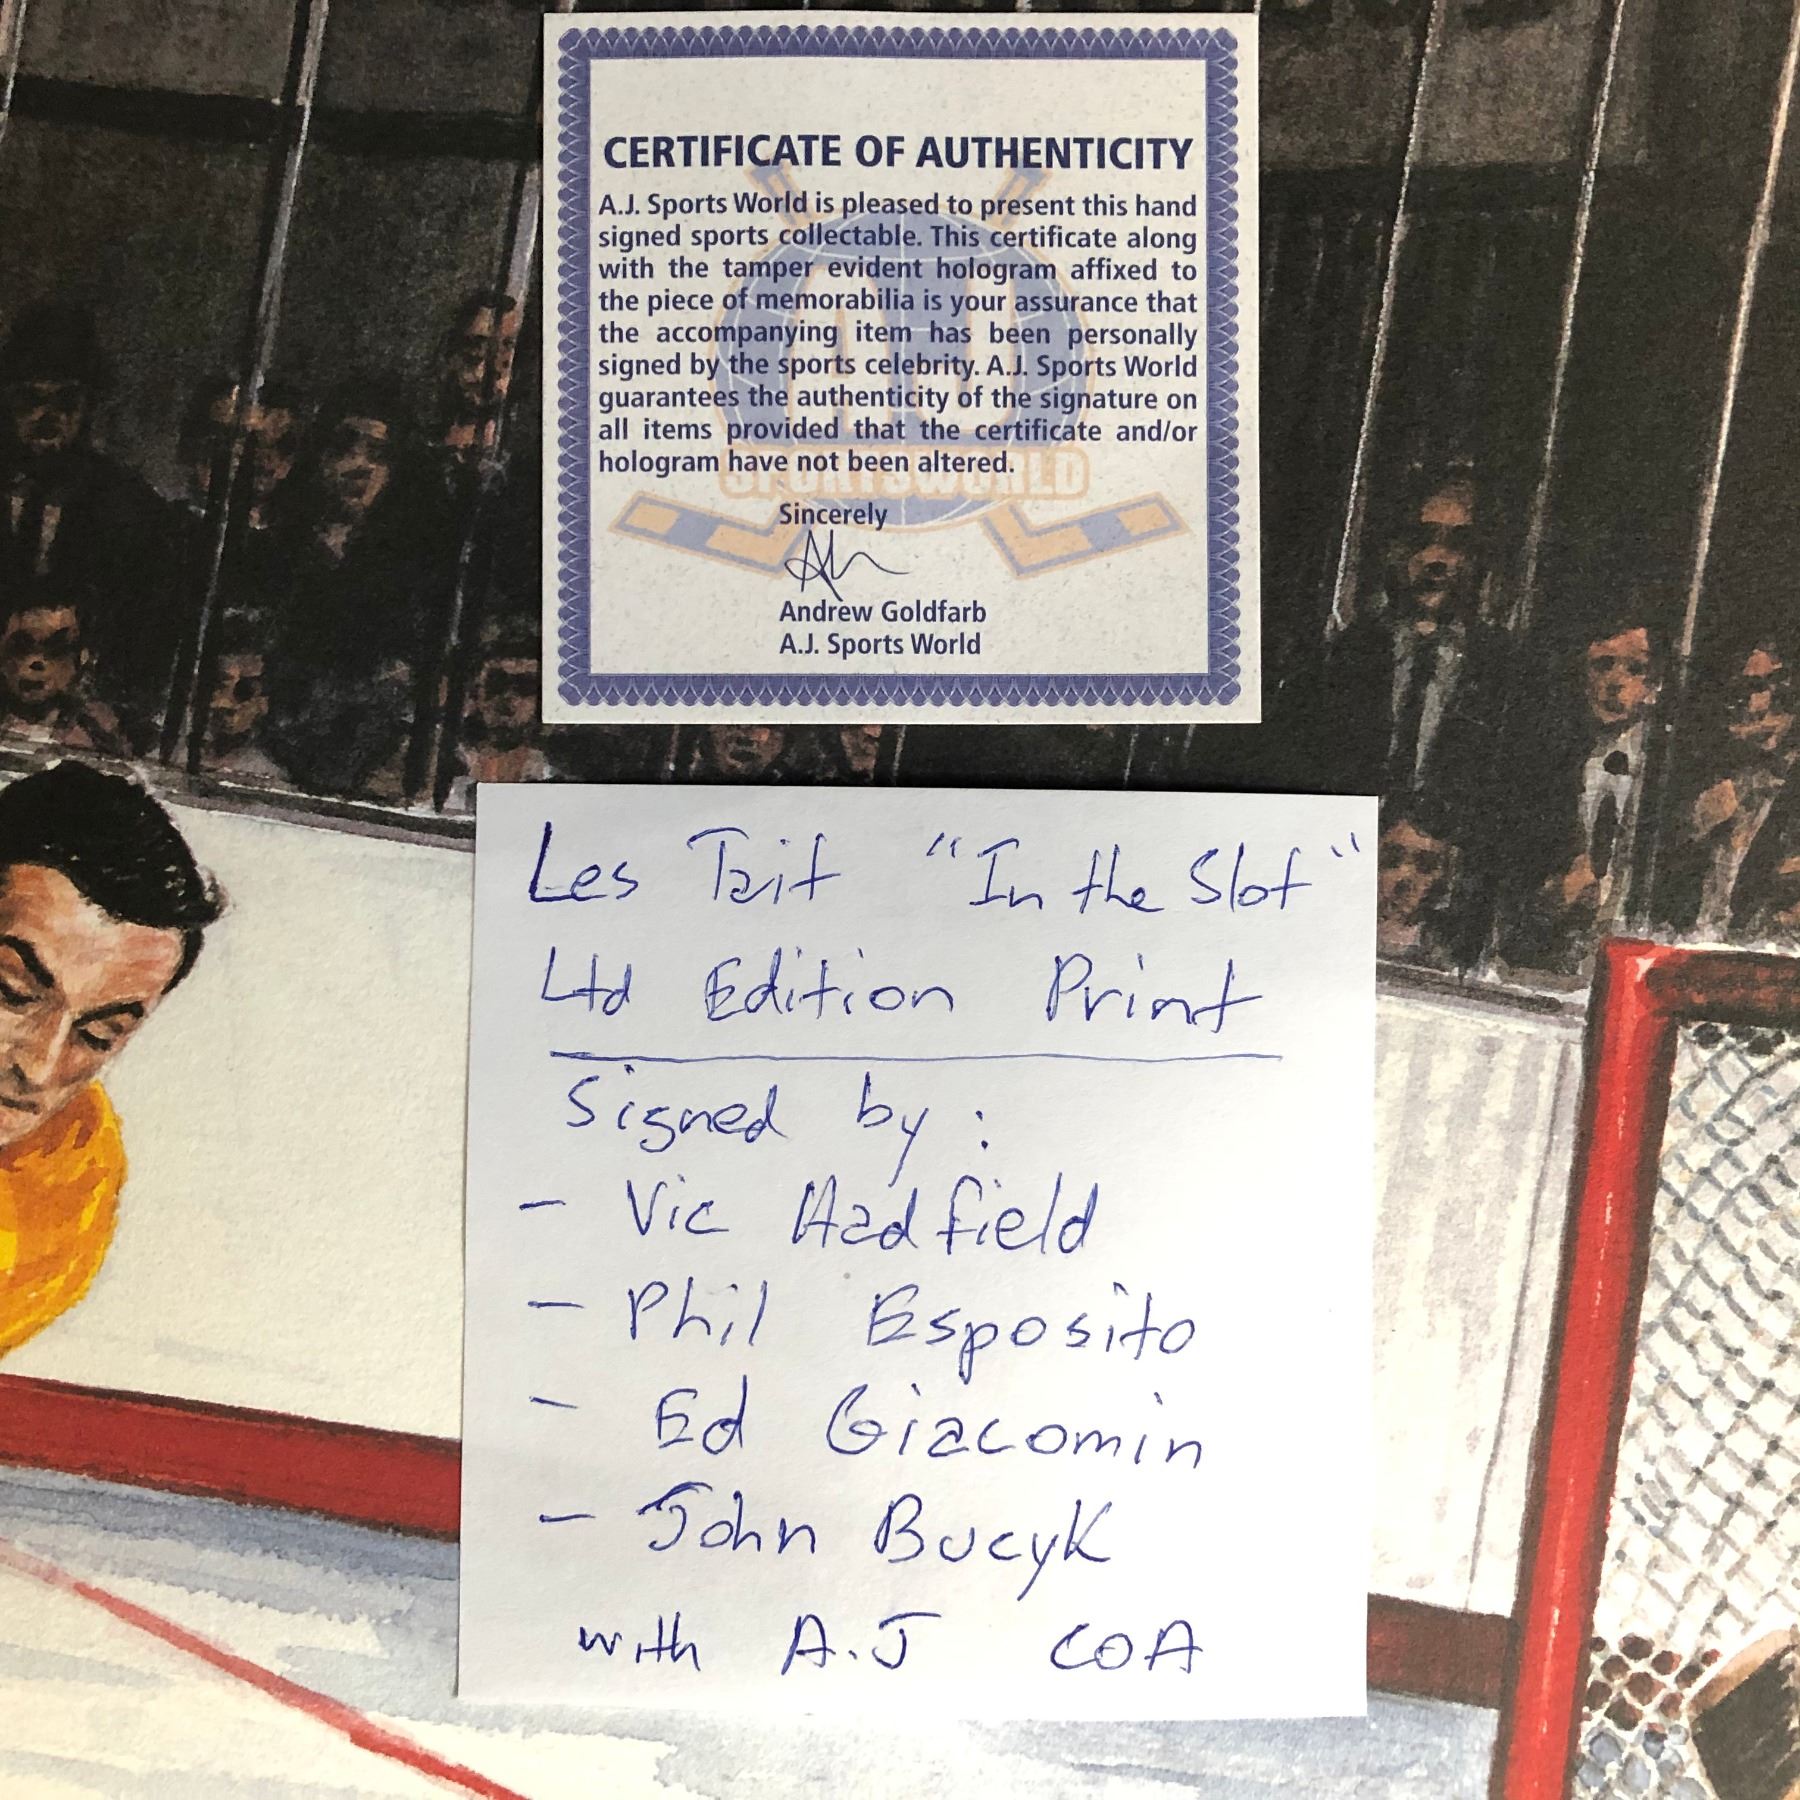 CERTIFICATE OF AUTHENTICITY
A.J. Sports World is pleased to present this hand
signed sports collectable. This certificate along
with the tamper evident hologram affixed to
the piece of memorabilia is your assurance that
the accompanying item has been personally
signed by the sports celebrity. A.J. Sports World
guarantees the authenticity of the signature on
all items provided that the certificate and/or
hologram have not been altered.
SPORTSWORLD
Sincerely
Andrew Goldfarb
A.J. Sports World
Les Tait "In the Slot"
Ltd Edition Print
Signed by:
- Vic Hadfield
- Phil Esposito
- Ed Giacomin
- John Bucyk
with A.J COA